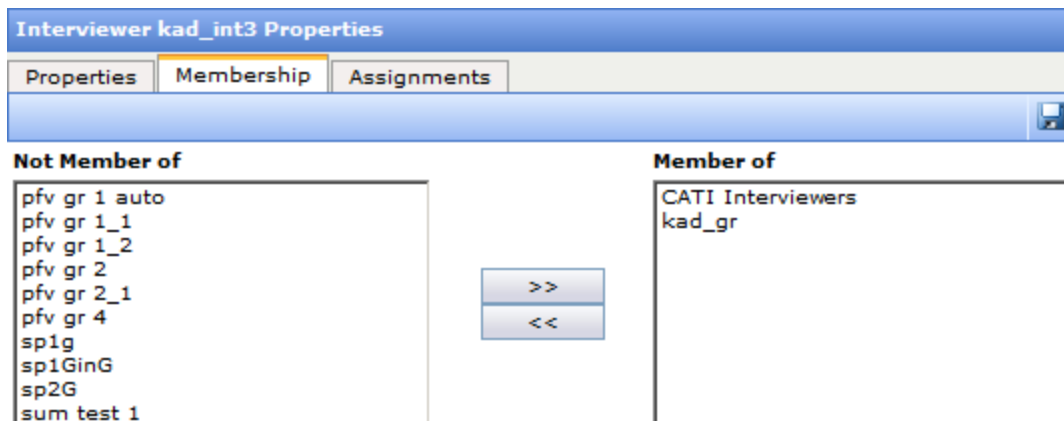 Interviewer kad_int3 Properties
Properties Membership Assignments
Not Member of
pfv gr 1 auto
pfv gr 1_1
pfv gr 1_2
pfv gr 2
pfv gr 2_1
pfv gr 4
sp1g
sp1GinG
sp2G
sum test 1
>>
<<
Member of
CATI Interviewers
kad_gr